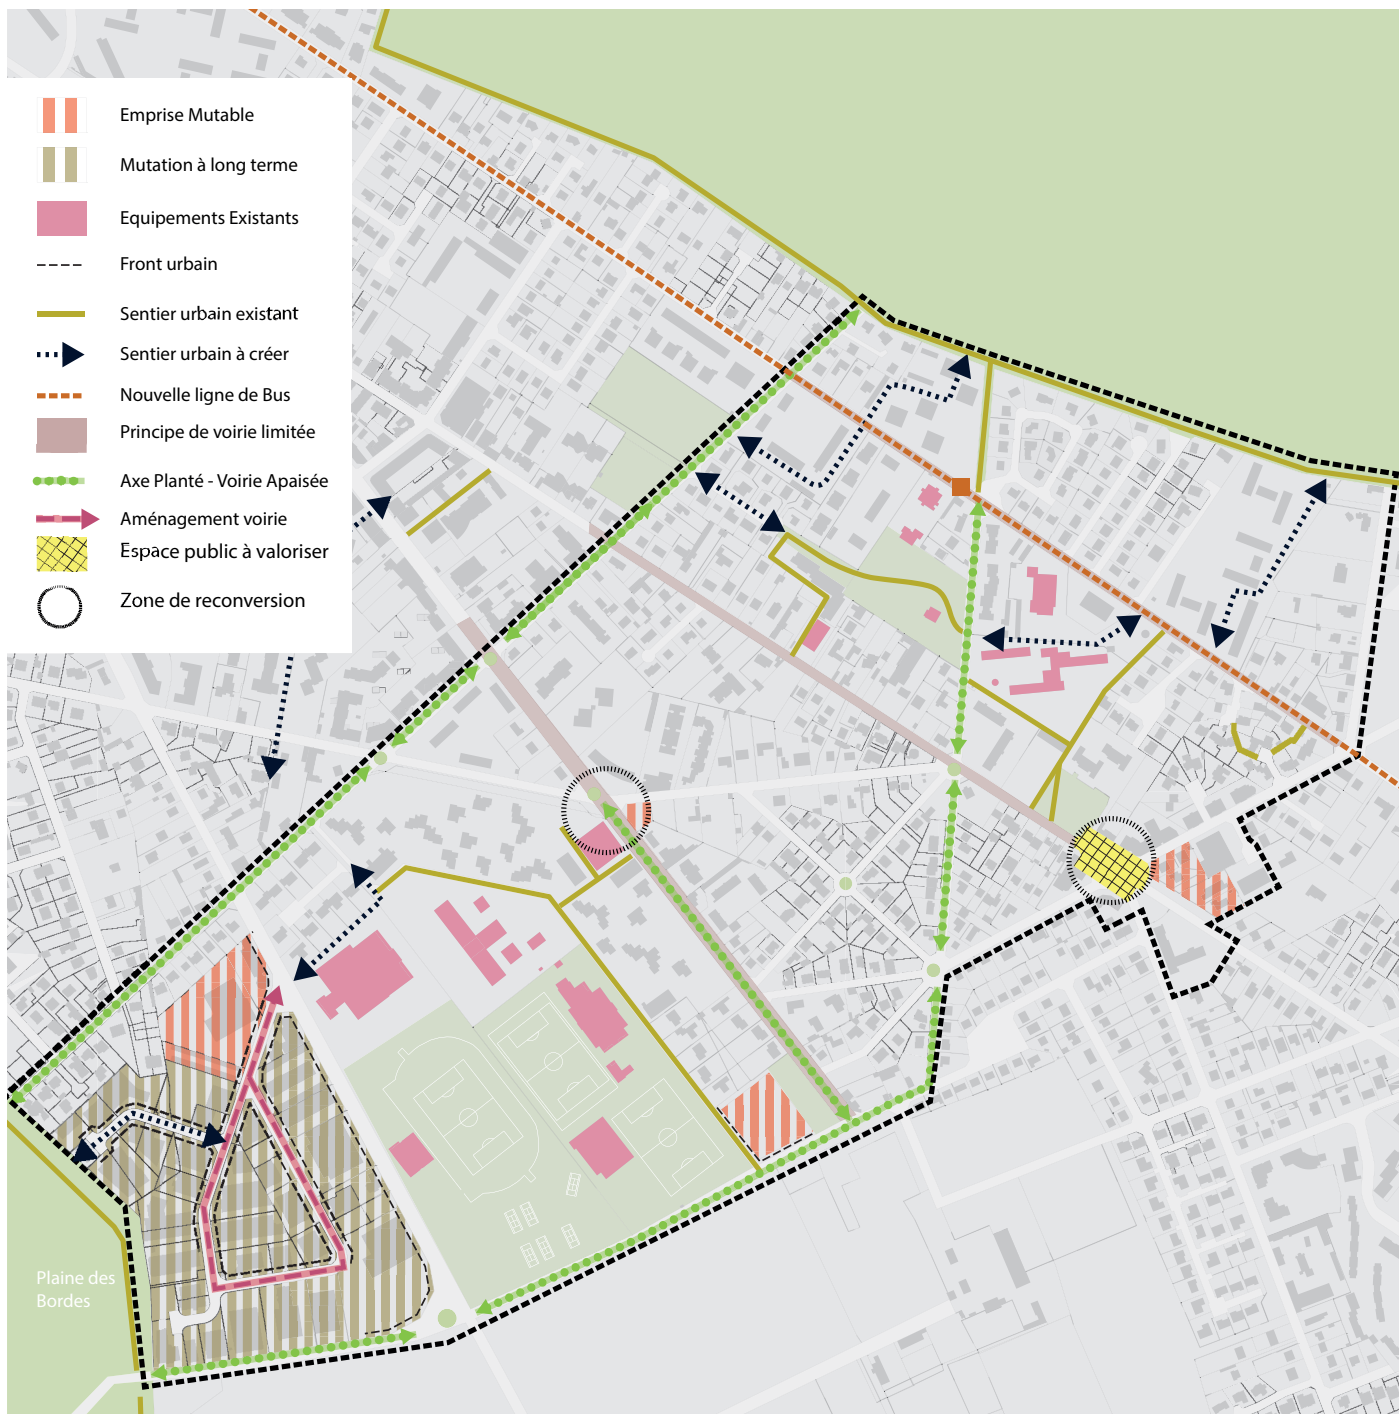 Emprise Mutable
Mutation à long terme
Equipements Existants
Front urbain
Sentier urbain existant
Sentier urbain à créer
Nouvelle ligne de Bus
Principe de voirie limitée
Axe Planté - Voirie Apaisée
Aménagement voirie
Espace public à valoriser
Zone de reconversion
Plaine des
Bordes